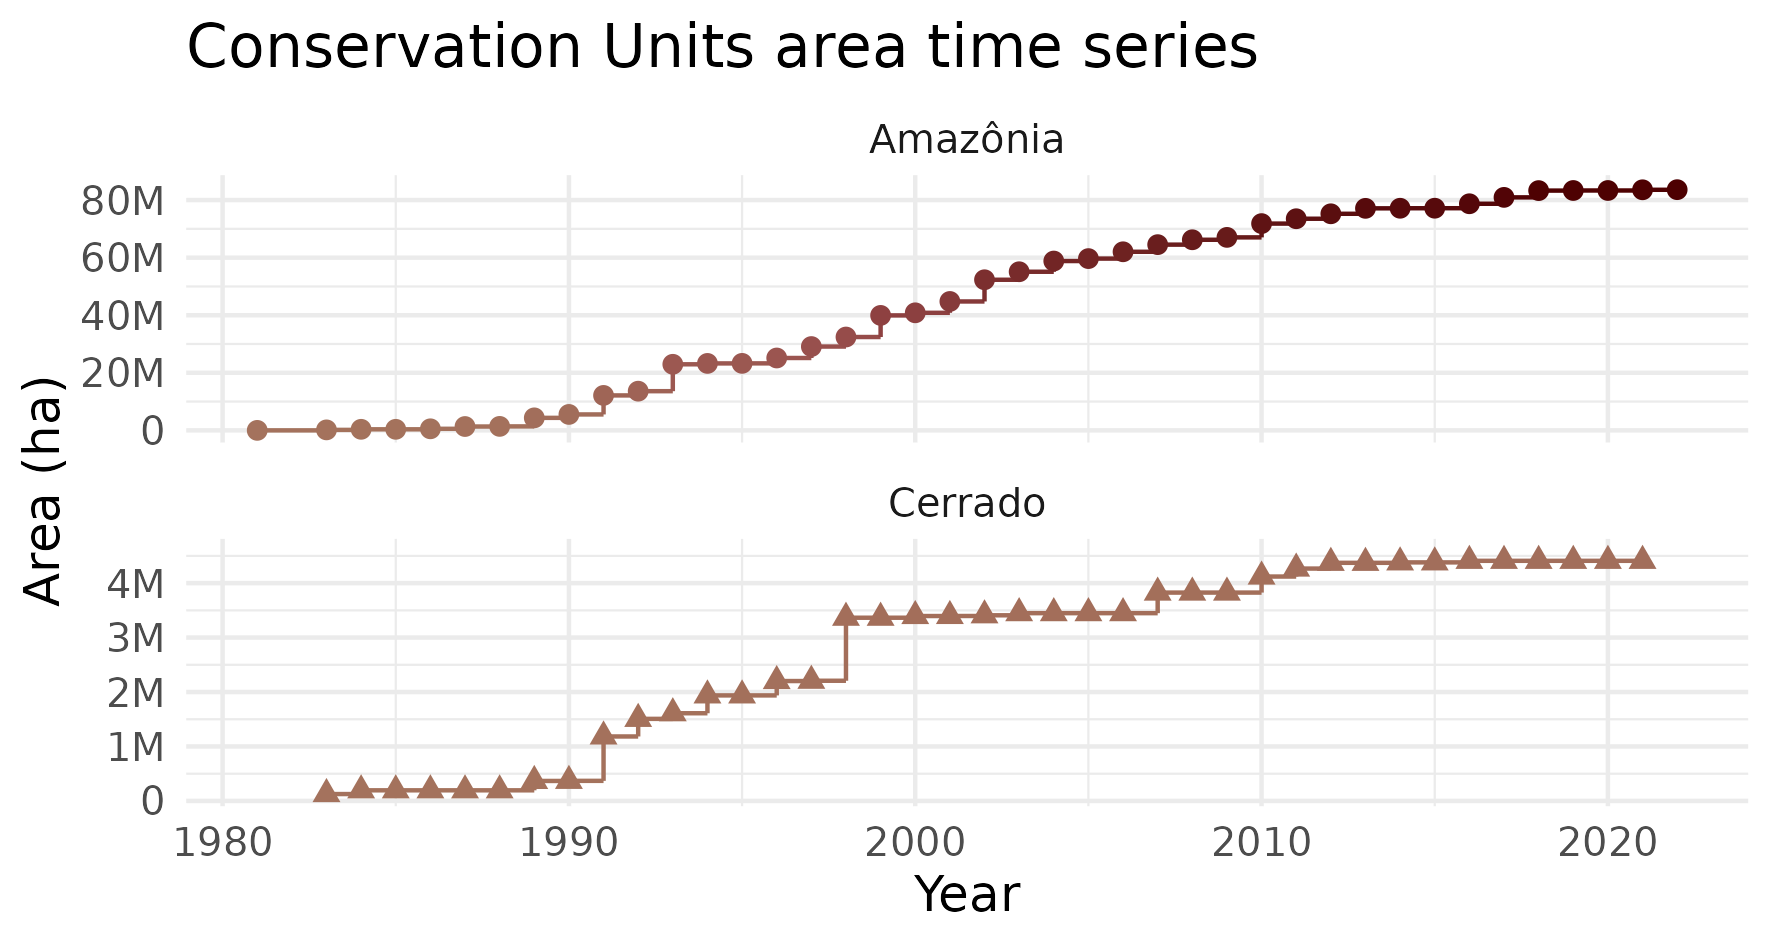 Conservation Units area time series
Amazônia
80M
60M
40M
20M
0
Area (ha)
Cerrado
4M
3M
2M
1M
0
1980 1990 2000 2010 2020
Year